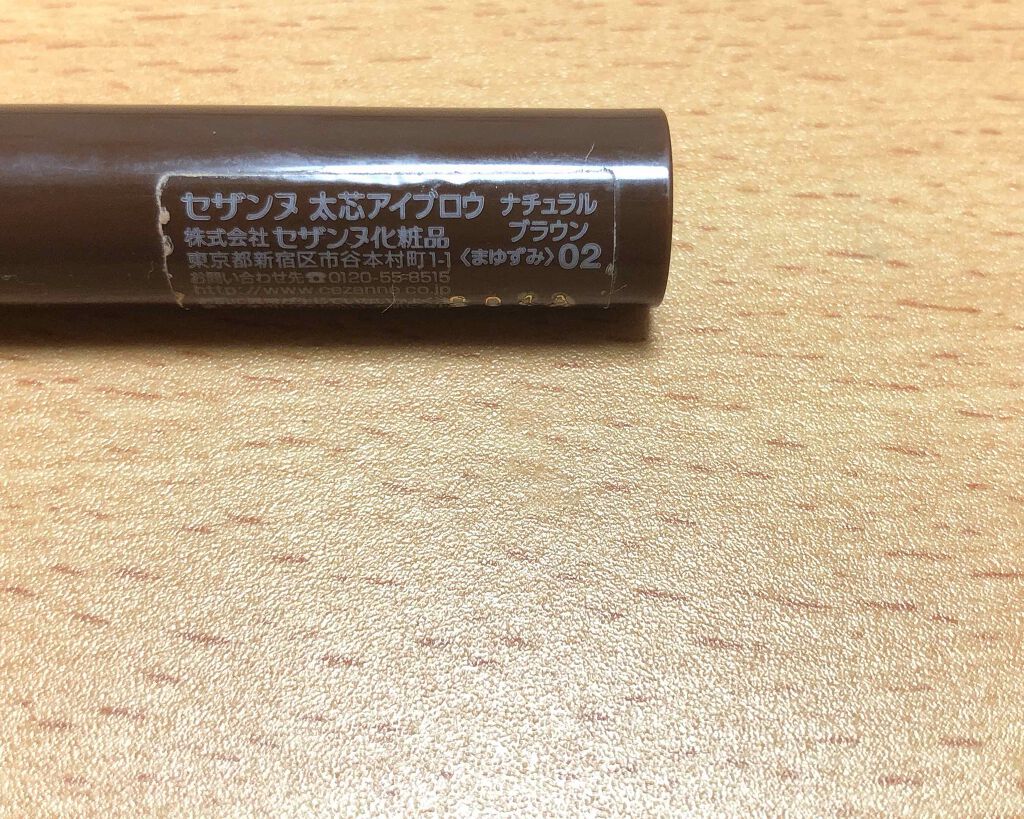 セザンヌ 太芯アイブロウ ナチュラル
ブラウン
株式会社 セザンヌ化粧品
東京都新宿区市谷本村町1-1 〈まゆずみ〉02
お問い合わせ先☎0120-55-8515
http://www.cezanne.co.jp